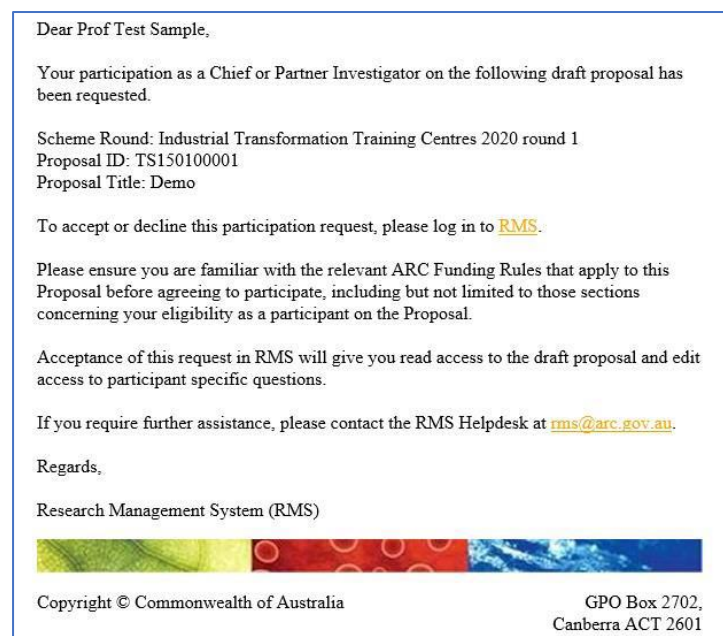 Dear Prof Test Sample,
Your participation as a Chief or Partner Investigator on the following draft proposal has
been requested.
Scheme Round: Industrial Transformation Training Centres 2020 round 1
Proposal ID: TS150100001
Proposal Title: Demo
To accept or decline this participation request, please log in to RMS.
Please ensure you are familiar with the relevant ARC Funding Rules that apply to this
Proposal before agreeing to participate, including but not limited to those sections
concerning your eligibility as a participant on the Proposal.
Acceptance of this request in RMS will give you read access to the draft proposal and edit
access to participant specific questions.
If you require further assistance, please contact the RMS Helpdesk at rms@arc.gov.au.
Regards,
Research Management System (RMS)
Copyright © Commonwealth of Australia
GPO Box 2702,
Canberra ACT 2601